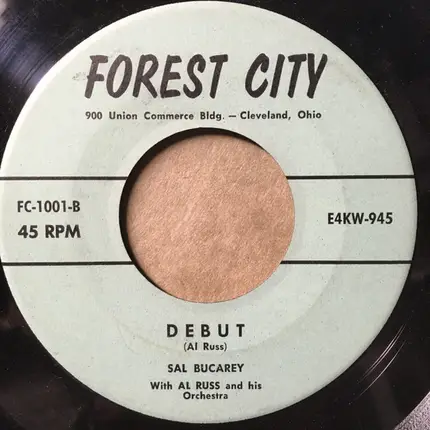 FOREST CITY
900 Union Commerce Bldg. — Cleveland, Ohio
FC-1001-B
45 RPM
E4KW-945
DEBUT
(Al Russ)
SAL BUCAREY
With AL RUSS and his
Orchestra